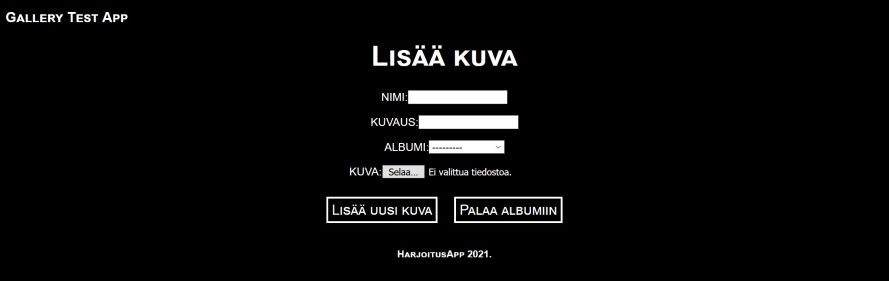 Gallery Test App
Lisää kuva
NIMI:
KUVAUS:
ALBUMI: ---------
KUVA: Selaa... Ei valittua tiedostoa.
Lisää uusi kuva Palaa albumiin
HarjoitusApp 2021.